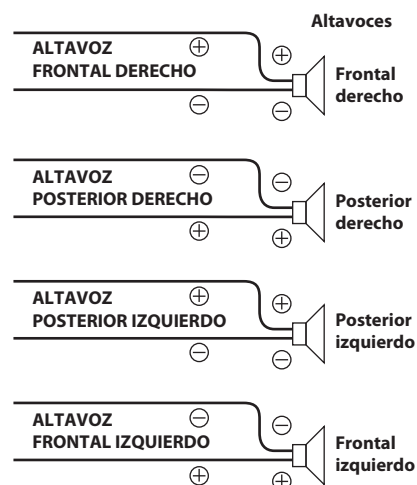 Altavoces
ALTAVOZ
FRONTAL DERECHO
⊕
⊕
⊖
⊖
Frontal
derecho
ALTAVOZ
POSTERIOR DERECHO
⊖
⊖
⊕
⊕
Posterior
derecho
ALTAVOZ
POSTERIOR IZQUIERDO
⊕
⊕
⊖
⊖
Posterior
izquierdo
ALTAVOZ
FRONTAL IZQUIERDO
⊖
⊖
⊕
⊕
Frontal
izquierdo